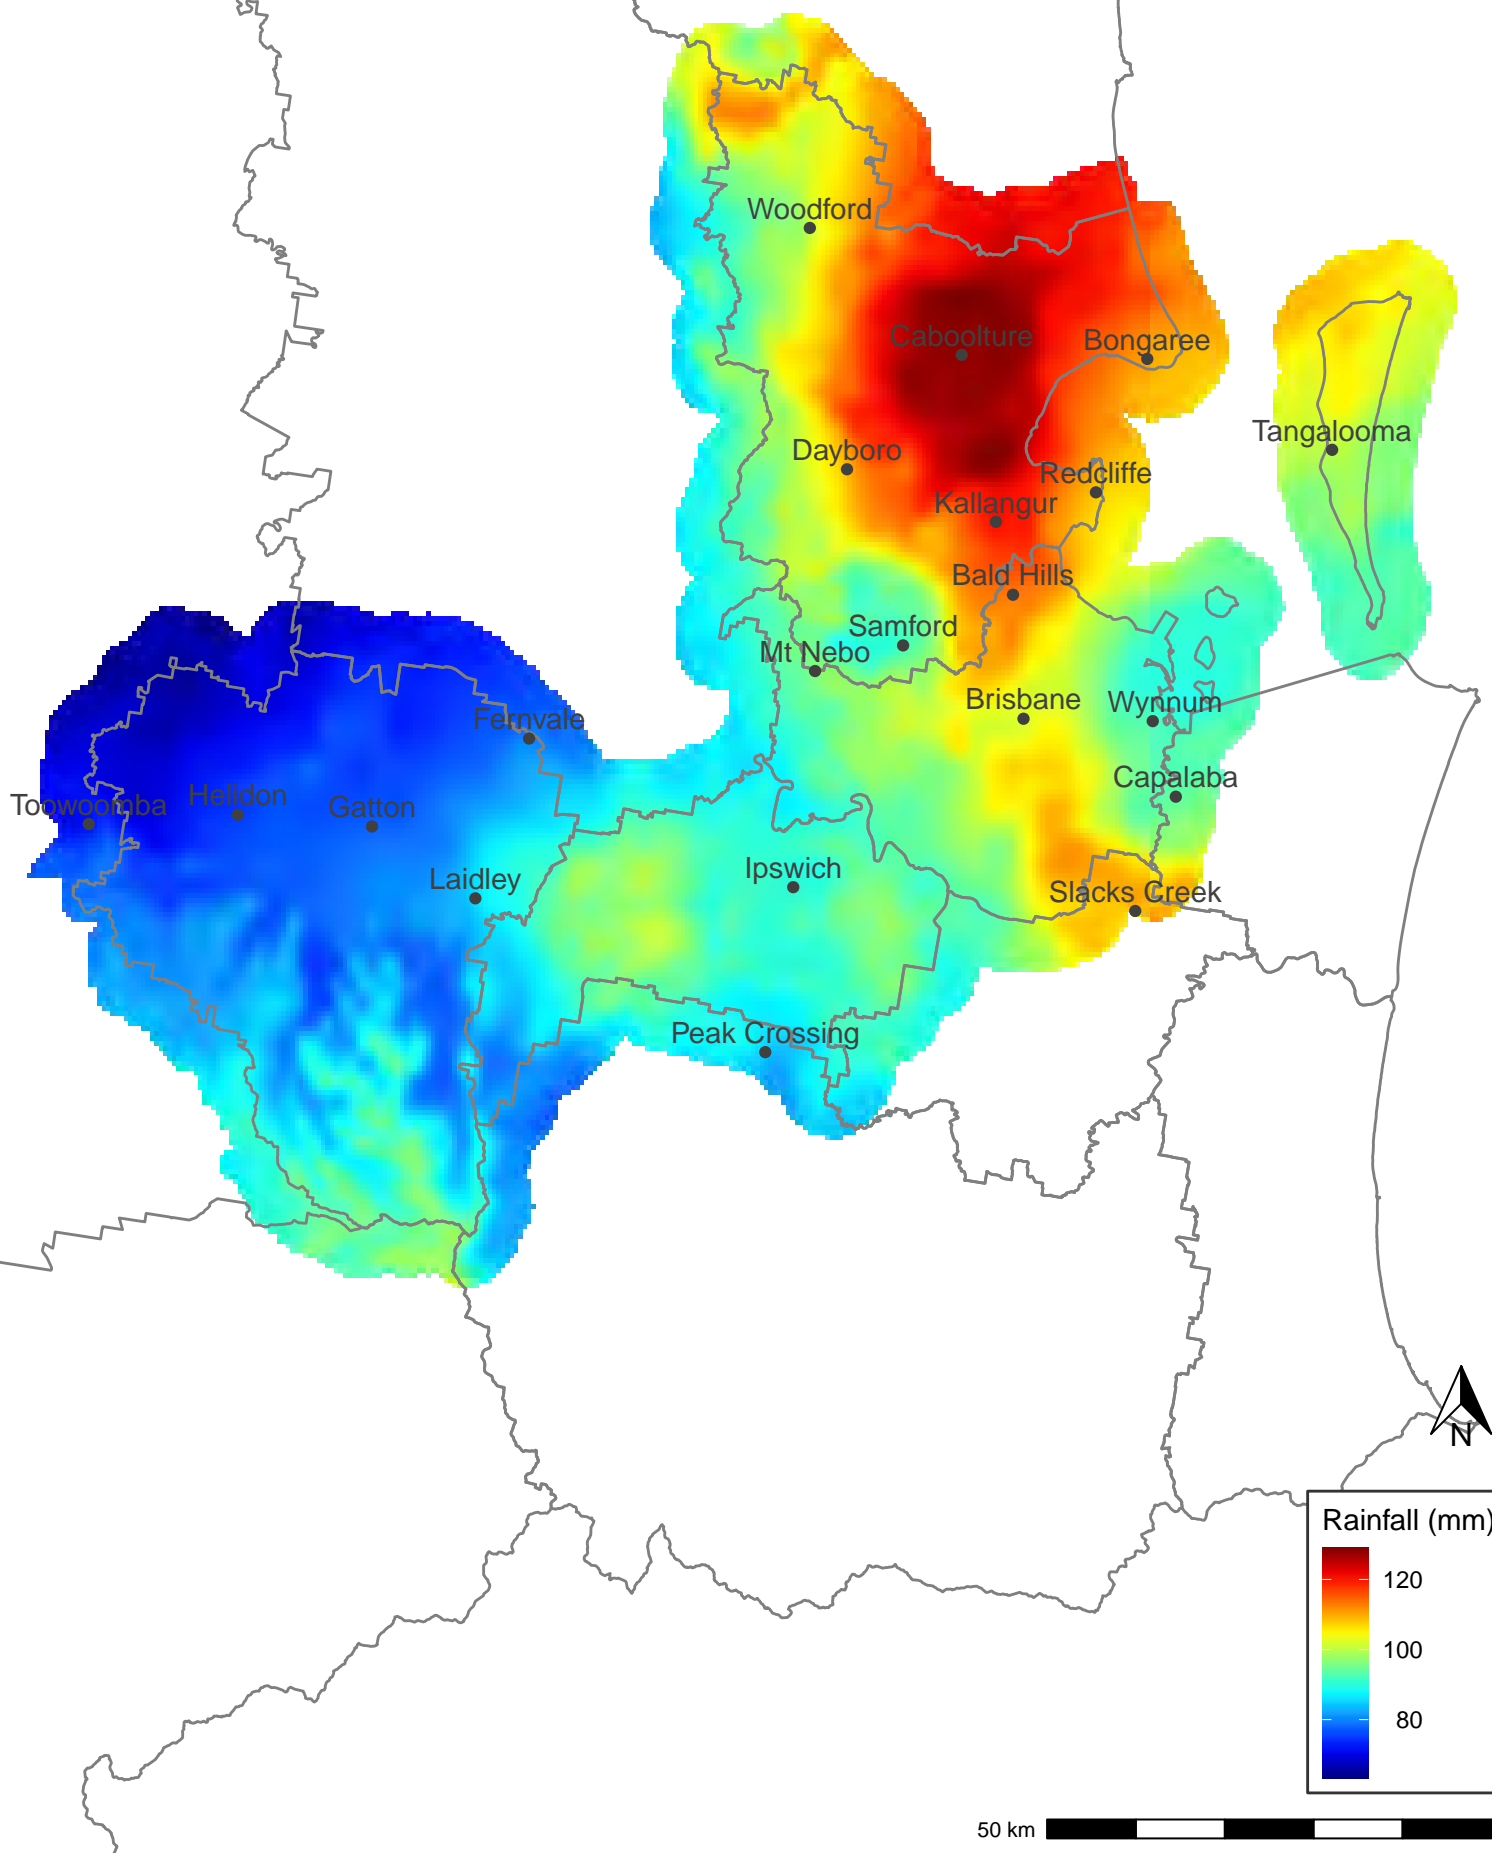 Woodford
Caboolture
Bongaree
Tangalooma
Dayboro
Redcliffe
Kallangur
Bald Hills
Samford
Mt Nebo
Brisbane
Wynnum
Fernvale
Capalaba
Toowoomba
Helidon
Gatton
Laidley
Ipswich
Slacks Creek
Peak Crossing
N
Rainfall (mm)
120
100
80
50 km